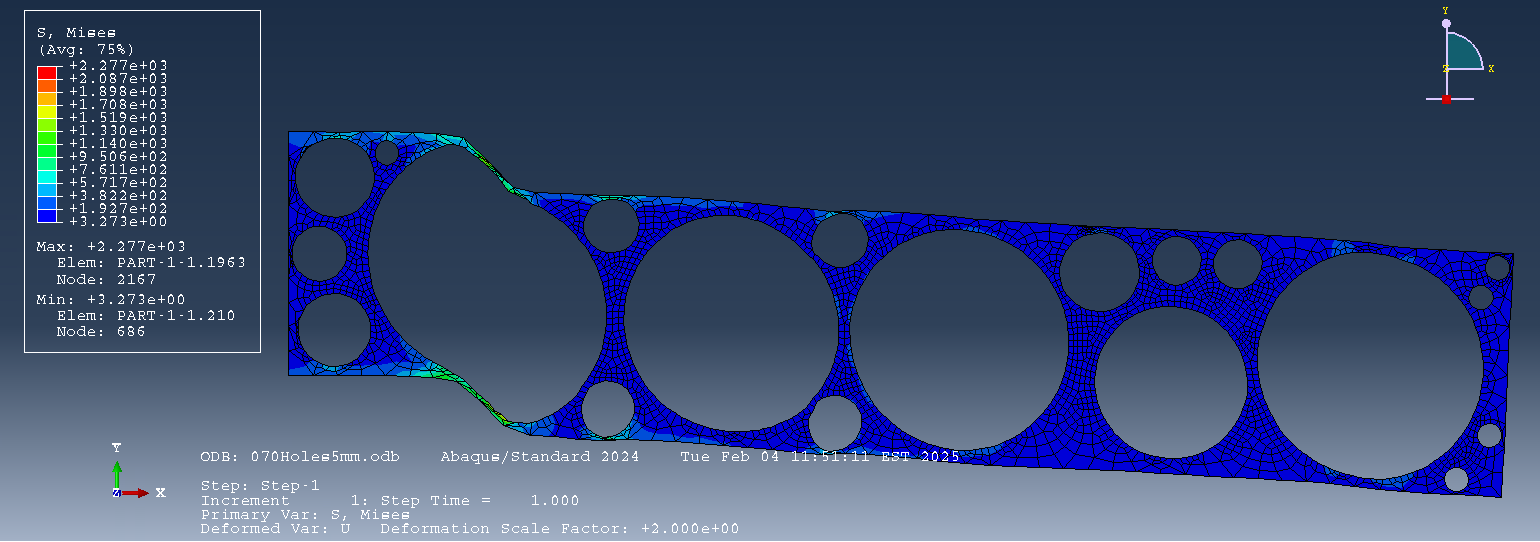 S, Mises
(Avg: 75%)
+2.277e+03
+2.087e+03
+1.898e+03
+1.708e+03
+1.519e+03
+1.330e+03
+1.140e+03
+9.506e+02
+7.611e+02
+5.717e+02
+3.822e+02
+1.927e+02
+3.273e+00
Max: +2.277e+03
Elem: PART-1-1.1963
Node: 2167
Min: +3.273e+00
Elem: PART-1-1.210
Node: 686
Y
Z
X
Y
Z
X
ODB: 070Holes5mm.odb Abaqus/Standard 2024 Tue Feb 04 11:51:11 EST 2025
Step: Step-1
Increment 1: Step Time = 1.000
Primary Var: S, Mises
Deformed Var: U Deformation Scale Factor: +2.000e+00